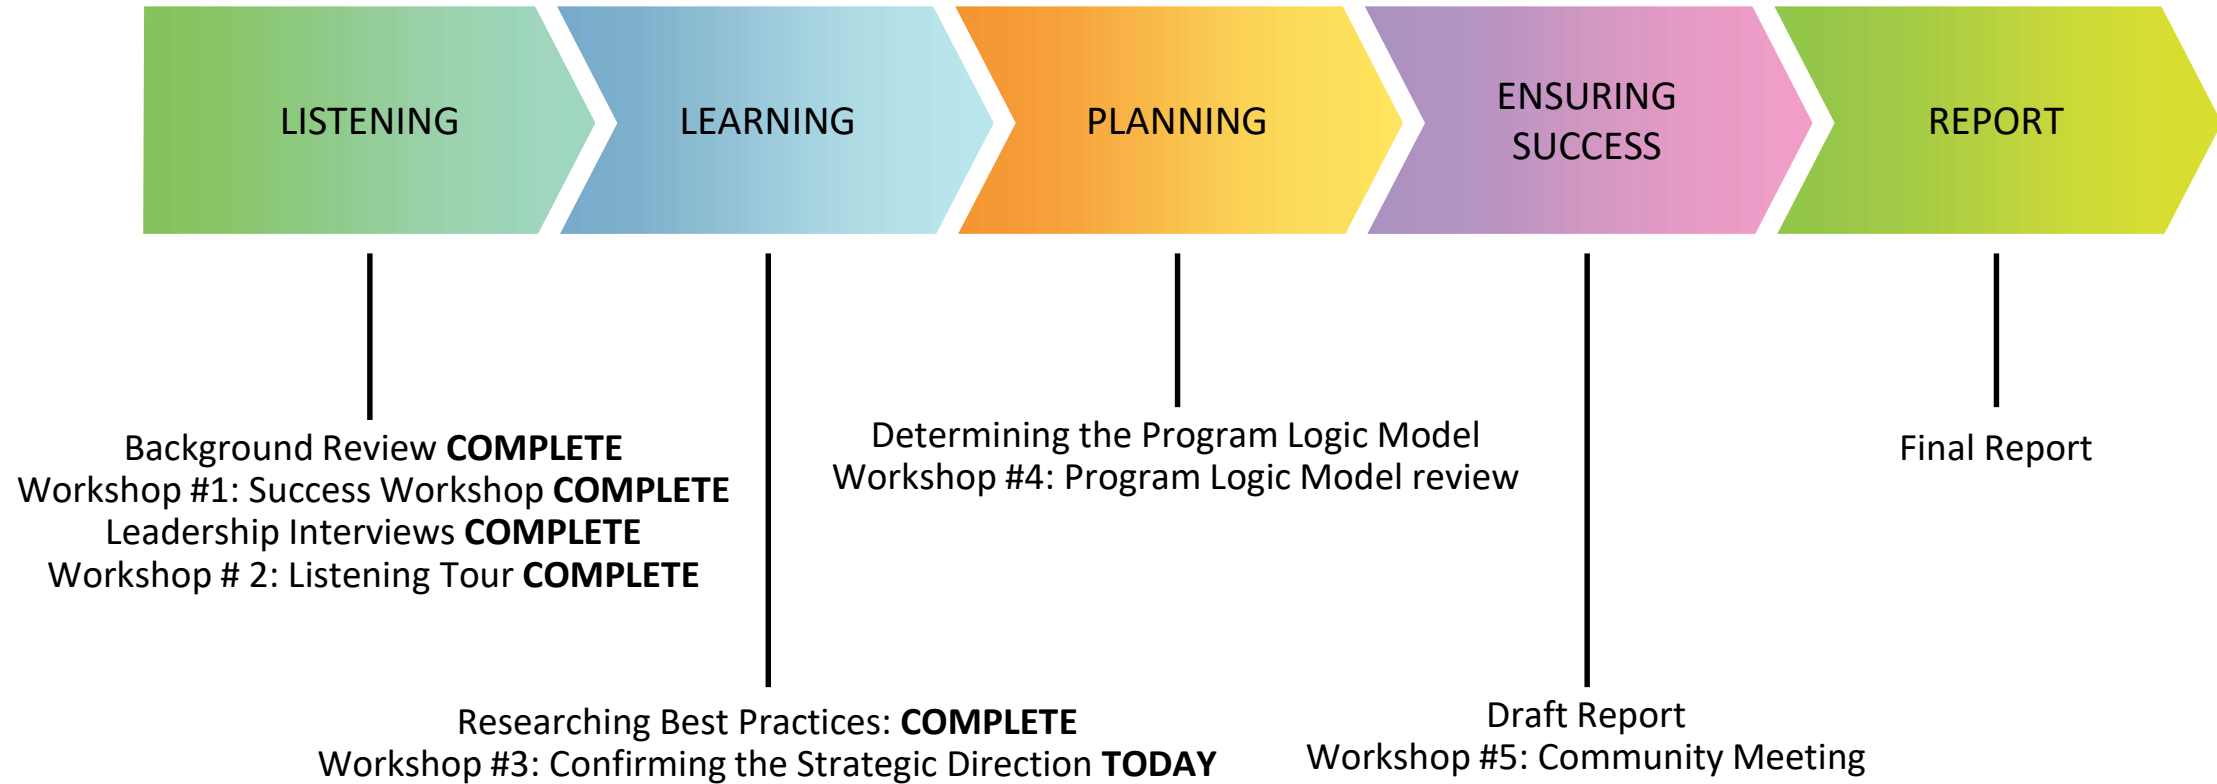 LISTENING
LEARNING
PLANNING
ENSURING
SUCCESS
REPORT
Background Review COMPLETE
Workshop #1: Success Workshop COMPLETE
Leadership Interviews COMPLETE
Workshop # 2: Listening Tour COMPLETE
Researching Best Practices: COMPLETE
Workshop #3: Confirming the Strategic Direction TODAY
Determining the Program Logic Model
Workshop #4: Program Logic Model review
Draft Report
Workshop #5: Community Meeting
Final Report